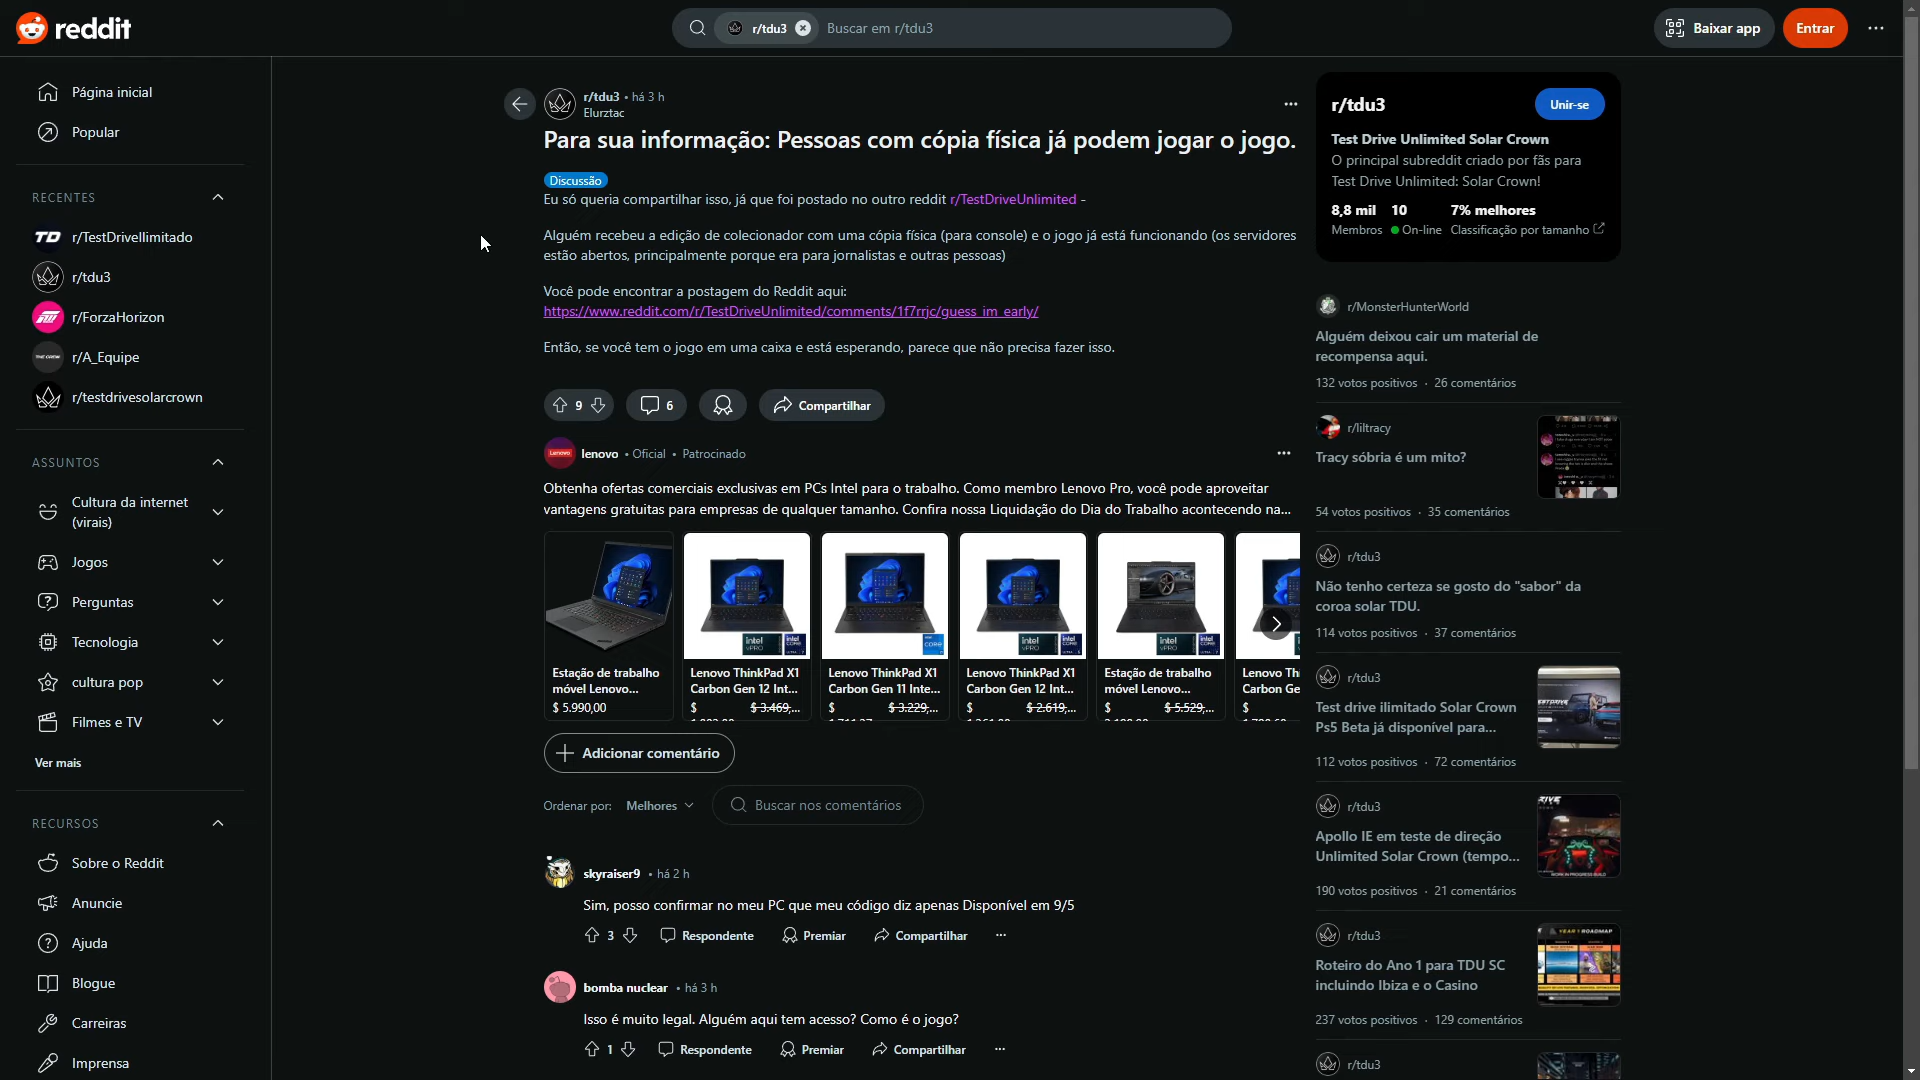 reddit
r/tdu3
Buscar em r/tdu3
Baixar app
Entrar
Página inicial
Popular
RECENTES
r/TestDrivellimitado
r/tdu3
r/ForzaHorizon
r/A_Equipe
r/testdrivesolarcrown
ASSUNTOS
Cultura da internet
(virais)
Jogos
Perguntas
Tecnologia
cultura pop
Filmes e TV
Ver mais
RECURSOS
Sobre o Reddit
Anuncie
Ajuda
Blogue
Carreiras
Imprensa
r/tdu3 • há 3 h
Elurztac
Para sua informação: Pessoas com cópia física já podem jogar o jogo.
Discussão
Eu só queria compartilhar isso, já que foi postado no outro reddit r/TestDriveUnlimited -
Alguém recebeu a edição de colecionador com uma cópia física (para console) e o jogo já está funcionando (os servidores
estão abertos, principalmente porque era para jornalistas e outras pessoas)
Você pode encontrar a postagem do Reddit aqui:
https://www.reddit.com/r/TestDriveUnlimited/comments/1f7rrjc/guess_im_early/
Então, se você tem o jogo em uma caixa e está esperando, parece que não precisa fazer isso.
9
6
Compartilhar
Lenovo
lenovo • Oficial • Patrocinado
Obtenha ofertas comerciais exclusivas em PCs Intel para o trabalho. Como membro Lenovo Pro, você pode aproveitar
vantagens gratuitas para empresas de qualquer tamanho. Confira nossa Liquidação do Dia do Trabalho acontecendo na...
Estação de trabalho
móvel Lenovo...
$ 5.990,00
Lenovo ThinkPad X1
Carbon Gen 12 Int...
$ $ 3.469,...
Lenovo ThinkPad X1
Carbon Gen 11 Inte...
$ $ 3.229,...
Lenovo ThinkPad X1
Carbon Gen 12 Int...
$ $ 2.619,...
Estação de trabalho
móvel Lenovo...
$ $ 5.529,...
Lenovo Th
Carbon Ge
$
Adicionar comentário
Ordenar por: Melhores
Buscar nos comentários
skyraiser9 • há 2 h
Sim, posso confirmar no meu PC que meu código diz apenas Disponível em 9/5
3 Respondente Premiar Compartilhar
bomba nuclear • há 3 h
Isso é muito legal. Alguém aqui tem acesso? Como é o jogo?
1 Respondente Premiar Compartilhar
r/tdu3
Unir-se
Test Drive Unlimited Solar Crown
O principal subreddit criado por fãs para
Test Drive Unlimited: Solar Crown!
8,8 mil 10 7% melhores
Membros On-line Classificação por tamanho
r/MonsterHunterWorld
Alguém deixou cair um material de
recompensa aqui.
132 votos positivos · 26 comentários
r/liltracy
Tracy sóbria é um mito?
54 votos positivos · 35 comentários
r/tdu3
Não tenho certeza se gosto do "sabor" da
coroa solar TDU.
114 votos positivos · 37 comentários
r/tdu3
Test drive ilimitado Solar Crown
Ps5 Beta já disponível para...
112 votos positivos · 72 comentários
r/tdu3
Apollo IE em teste de direção
Unlimited Solar Crown (tempo...
190 votos positivos · 21 comentários
r/tdu3
Roteiro do Ano 1 para TDU SC
incluindo Ibiza e o Casino
YEAR 1 ROADMAP
237 votos positivos · 129 comentários
r/tdu3